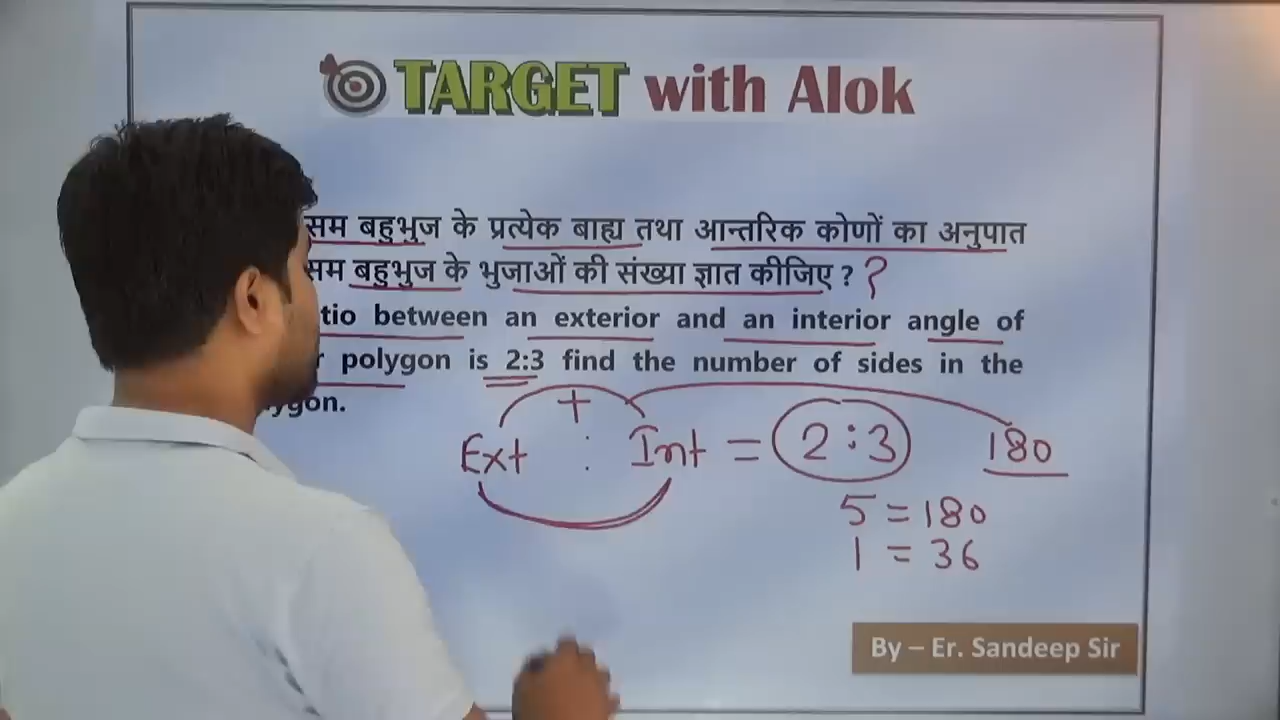 TARGET with Alok
सम बहुभुज के प्रत्येक बाह्य तथा आन्तरिक कोणों का अनुपात
सम बहुभुज के भुजाओं की संख्या ज्ञात कीजिए ? ?
between an exterior and an interior angle of
polygon is 2:3 find the number of sides in the
+
Ext : Int = 2:3 180
5 = 180
1 = 36
By – Er. Sandeep Sir